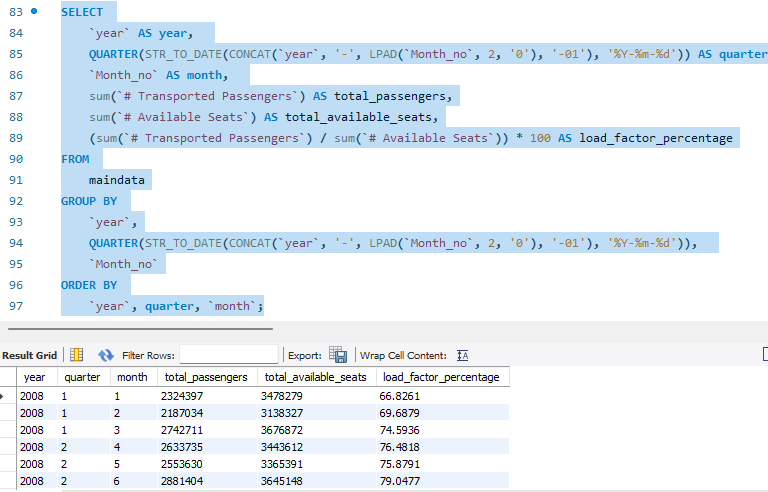 83 SELECT
84 `year` AS year,
85 QUARTER(STR_TO_DATE(CONCAT(`year`, '-', LPAD(`Month_no`, 2, '0'), '-01'), '%Y-%m-%d')) AS quarter
86 `Month_no` AS month,
87 sum(`# Transported Passengers`) AS total_passengers,
88 sum(`# Available Seats`) AS total_available_seats,
89 (sum(`# Transported Passengers`) / sum(`# Available Seats`)) * 100 AS load_factor_percentage
90 FROM
91 maindata
92 GROUP BY
93 `year`,
94 QUARTER(STR_TO_DATE(CONCAT(`year`, '-', LPAD(`Month_no`, 2, '0'), '-01'), '%Y-%m-%d')),
95 `Month_no`
96 ORDER BY
97 `year`, quarter, `month`;
Result Grid Filter Rows: Export: Wrap Cell Content:
year quarter month total_passengers total_available_seats load_factor_percentage
2008 1 1 2324397 3478279 66.8261
2008 1 2 2187034 3138327 69.6879
2008 1 3 2742711 3676872 74.5936
2008 2 4 2633735 3443612 76.4818
2008 2 5 2553630 3365391 75.8791
2008 2 6 2881404 3645148 79.0477